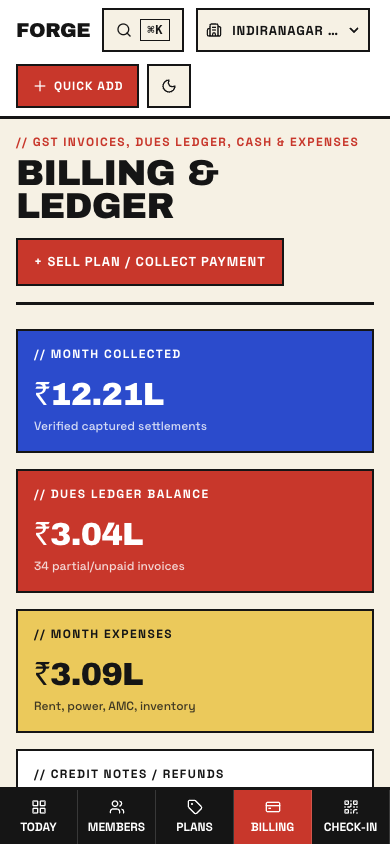 FORGE
⌘K
INDIRANAGAR ...
+ QUICK ADD
// GST INVOICES, DUES LEDGER, CASH & EXPENSES
BILLING &
LEDGER
+ SELL PLAN / COLLECT PAYMENT
// MONTH COLLECTED
₹12.21L
Verified captured settlements
// DUES LEDGER BALANCE
₹3.04L
34 partial/unpaid invoices
// MONTH EXPENSES
₹3.09L
Rent, power, AMC, inventory
// CREDIT NOTES / REFUNDS
TODAY
MEMBERS
PLANS
BILLING
CHECK-IN